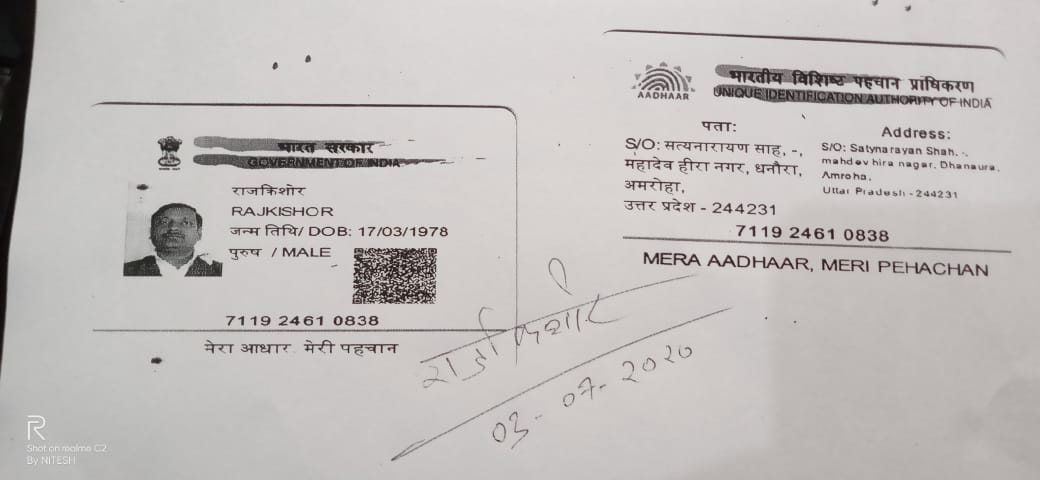 भारत सरकार
GOVERNMENT OF INDIA
राजकिशोर
RAJKISHOR
जन्म तिथि/ DOB: 17/03/1978
पुरुष / MALE
7119 2461 0838
मेरा आधार, मेरी पहचान
AADHAAR
भारतीय विशिष्ट पहचान प्राधिकरण
UNIQUE IDENTIFICATION AUTHORITY OF INDIA
पता:
S/O: सत्यनारायण साह, -,
महादेव हीरा नगर, धनौरा,
अमरोहा,
उत्तर प्रदेश - 244231
Address:
S/O: Satynarayan Shah, -,
mahdev hira nagar, Dhanaura,
Amroha,
Uttar Pradesh - 244231
7119 2461 0838
MERA AADHAAR, MERI PEHACHAN
राजकिशोर
03-07-2020
R
Shot on realme C2
By NITESH